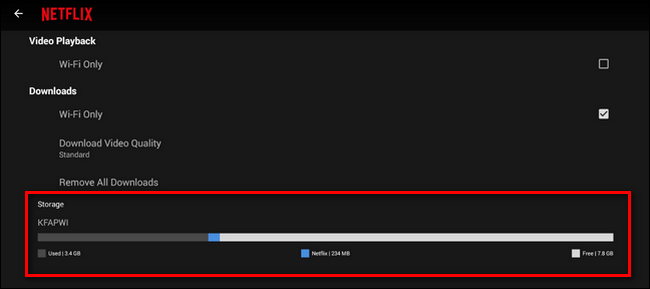 NETFLIX
Video Playback
Wi-Fi Only
Downloads
Wi-Fi Only
Download Video Quality
Standard
Remove All Downloads
Storage
KFAPWI
Used | 3.4 GB Netflix | 234 MB Free | 7.8 GB